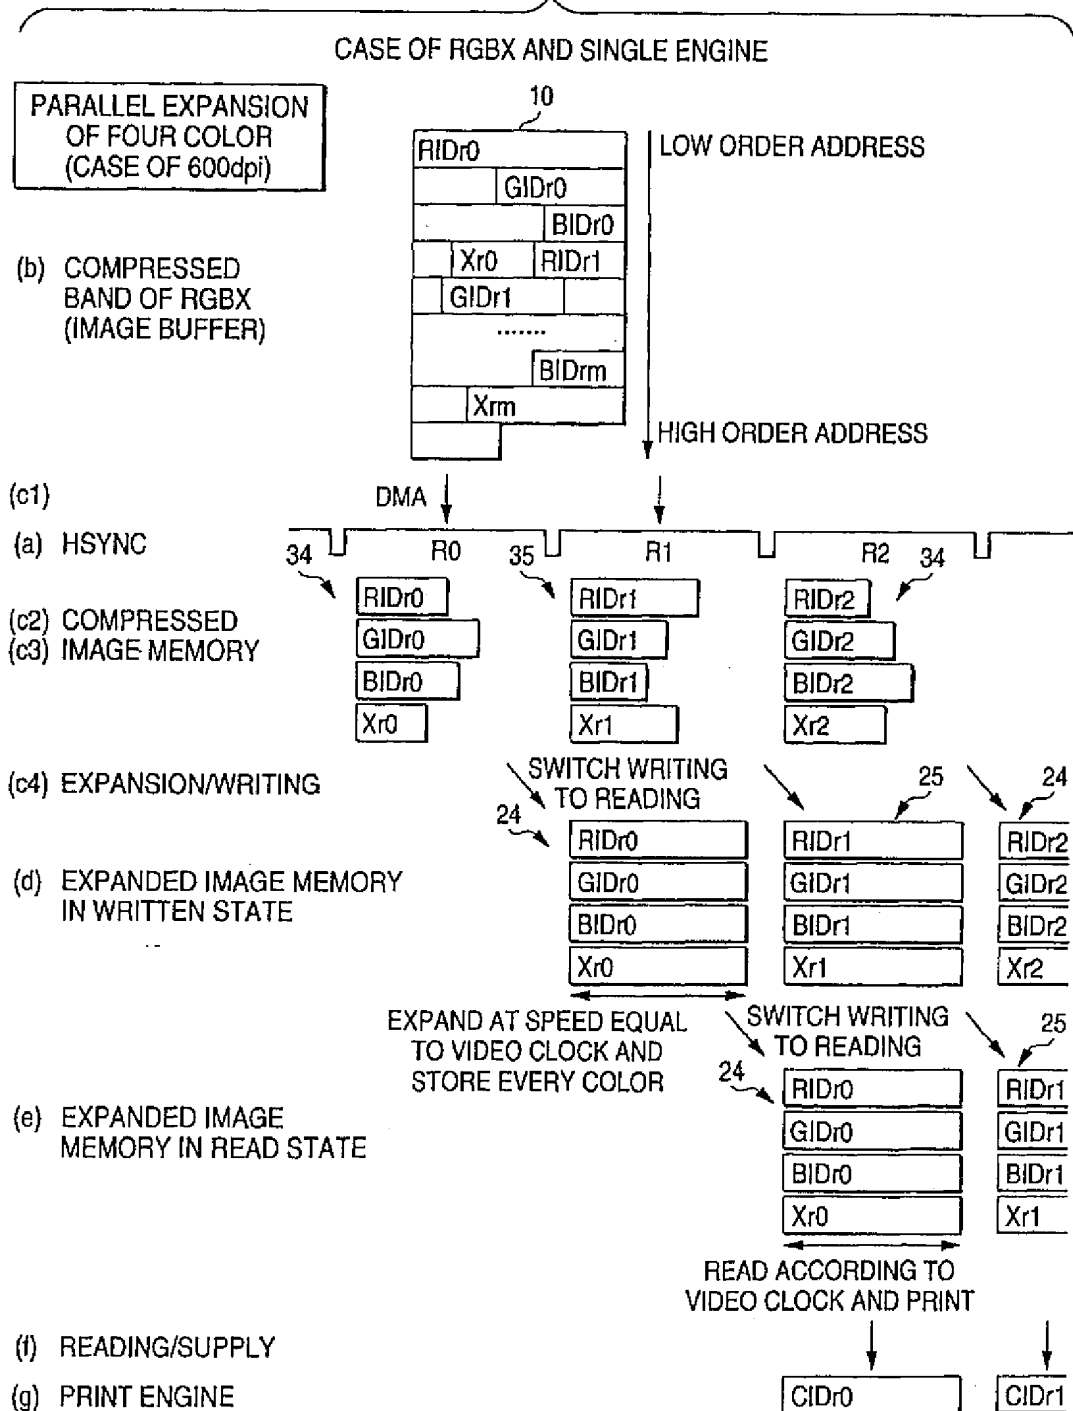 CASE OF RGBX AND SINGLE ENGINE
PARALLEL EXPANSION
OF FOUR COLOR
(CASE OF 600dpi)
10
RIDr0
LOW ORDER ADDRESS
GIDr0
BIDr0
(b) COMPRESSED
BAND OF RGBX
(IMAGE BUFFER)
Xr0 RIDr1
GIDr1
.......
BIDrm
Xrm
HIGH ORDER ADDRESS
(c1) DMA
(a) HSYNC R0 R1 R2
34 35 34
(c2) COMPRESSED
(c3) IMAGE MEMORY
RIDr0 RIDr1 RIDr2
GIDr0 GIDr1 GIDr2
BIDr0 BIDr1 BIDr2
Xr0 Xr1 Xr2
(c4) EXPANSION/WRITING
SWITCH WRITING
TO READING
24 25 24
(d) EXPANDED IMAGE MEMORY
IN WRITTEN STATE
RIDr0 RIDr1 RIDr2
GIDr0 GIDr1 GIDr2
BIDr0 BIDr1 BIDr2
Xr0 Xr1 Xr2
EXPAND AT SPEED EQUAL
TO VIDEO CLOCK AND
STORE EVERY COLOR
SWITCH WRITING
TO READING
24 25
(e) EXPANDED IMAGE
MEMORY IN READ STATE
RIDr0 RIDr1
GIDr0 GIDr1
BIDr0 BIDr1
Xr0 Xr1
READ ACCORDING TO
VIDEO CLOCK AND PRINT
(f) READING/SUPPLY
(g) PRINT ENGINE CIDr0 CIDr1